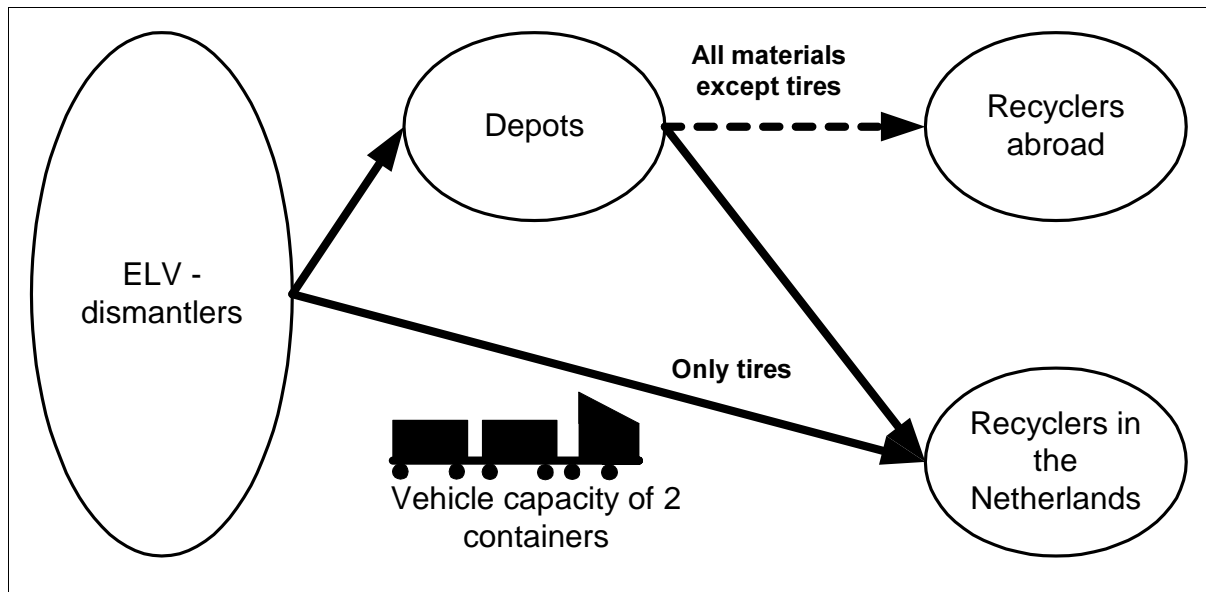 All materials
except tires
Depots
Recyclers
abroad
ELV -
dismantlers
Only tires
Recyclers in
the
Netherlands
Vehicle capacity of 2
containers